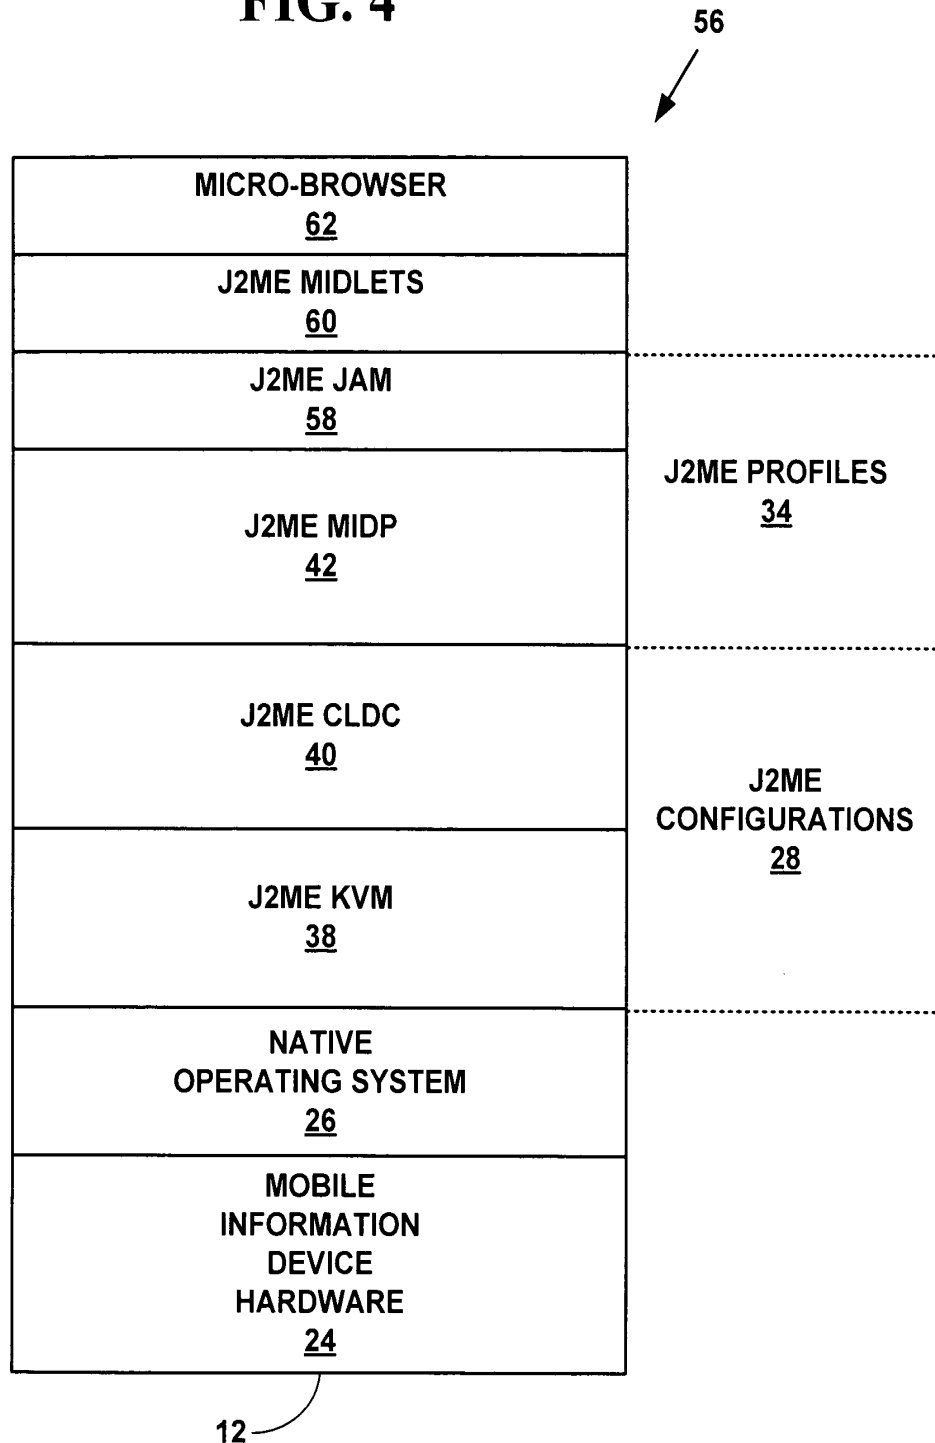 FIG. 4
56
MICRO-BROWSER
62
J2ME MIDLETS
60
J2ME JAM
58
J2ME MIDP
42
J2ME PROFILES
34
J2ME CLDC
40
J2ME KVM
38
J2ME
CONFIGURATIONS
28
NATIVE
OPERATING SYSTEM
26
MOBILE
INFORMATION
DEVICE
HARDWARE
24
12